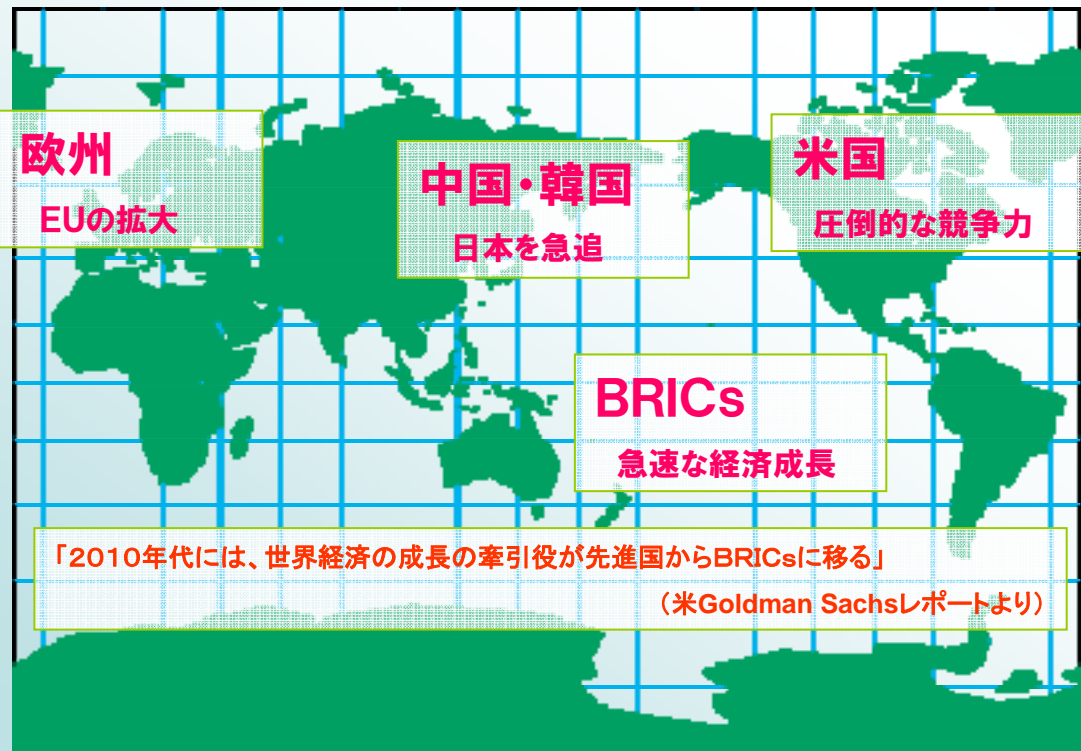 欧州
EUの拡大
中国・韓国
日本を急追
米国
圧倒的な競争力
BRICs
急速な経済成長
「2010年代には、世界経済の成長の牽引役が先進国からBRICsに移る」
（米Goldman Sachsレポートより）